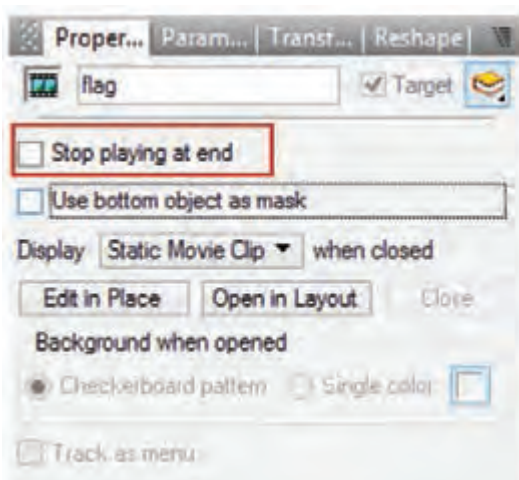 Proper... Param... Transf... Reshape
flag Target
Stop playing at end
Use bottom object as mask
Display Static Movie Clip when closed
Edit in Place Open in Layout Close
Background when opened
Checkerboard pattern Single color
Track as menu